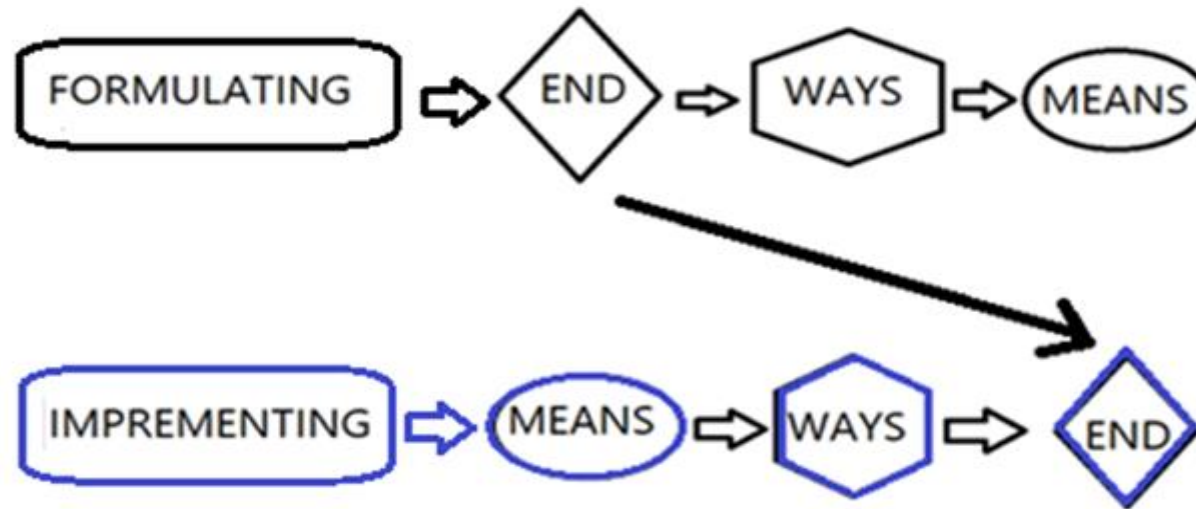 FORMULATING END WAYS MEANS
IMPREMENTING MEANS WAYS END